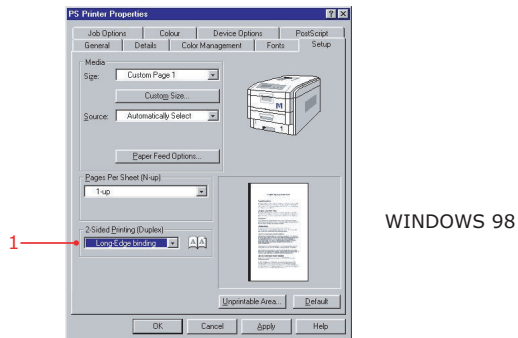 PS Printer Properties
Job Options Colour Device Options PostScript
General Details Color Management Fonts Setup
Media
Size: Custom Page 1
Custom Size...
Source: Automatically Select
Paper Feed Options...
Pages Per Sheet (N-up)
1-up
2-Sided Printing (Duplex)
1
Long-Edge binding
WINDOWS 98
Unprintable Area... Default
OK Cancel Apply Help